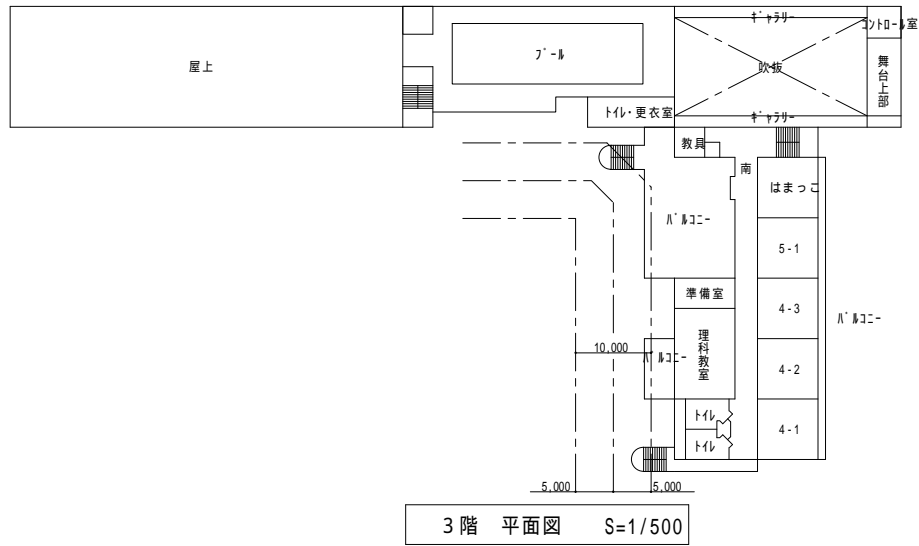 ギャラリー
コントロール室
屋上
プール
吹抜
舞台上部
トイレ・更衣室
ギャラリー
教具
南
はまっこ
バルコニー
5-1
準備室
4-3
バルコニー
理科教室
10,000
バルコニー
4-2
トイレ
4-1
トイレ
5,000
5,000
3階 平面図 S=1/500